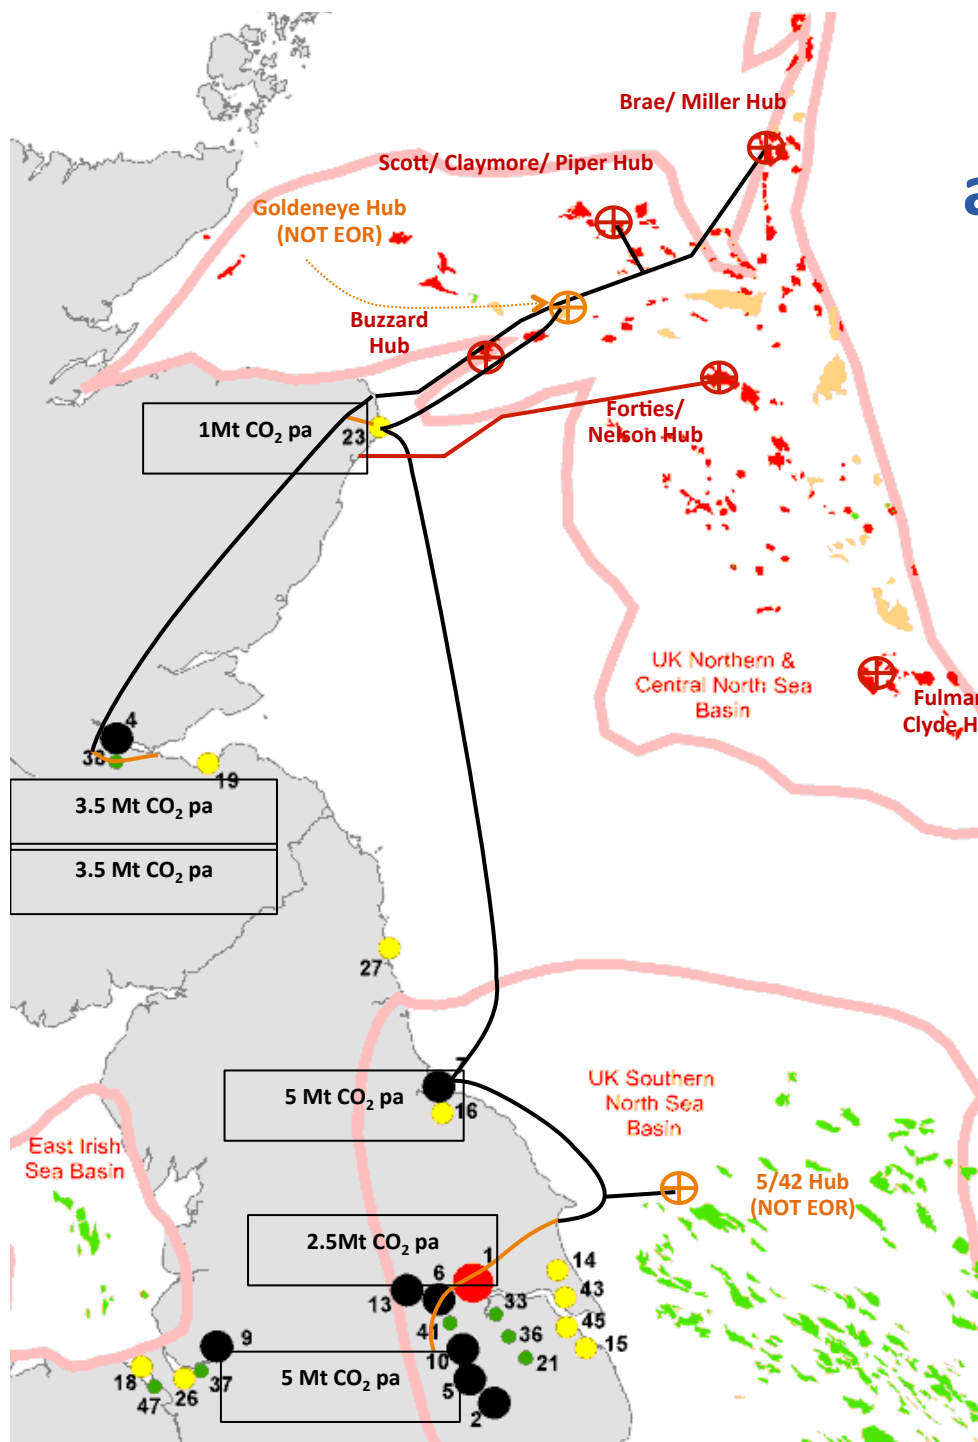 Brae/ Miller Hub
Scott/ Claymore/ Piper Hub
a
Goldeneye Hub
(NOT EOR)
Buzzard
Hub
Forties/
Nelson Hub
1Mt CO₂ pa
23
UK Northern &
Central North Sea
Basin
Fulmar
Clyde H
4
38
19
3.5 Mt CO₂ pa
3.5 Mt CO₂ pa
27
7
5 Mt CO₂ pa
16
UK Southern
North Sea
Basin
East Irish
Sea Basin
5/42 Hub
(NOT EOR)
2.5Mt CO₂ pa
1
14
6
13
43
33
41
45
36
15
9
10
21
37
18
5 Mt CO₂ pa
5
26
47
2